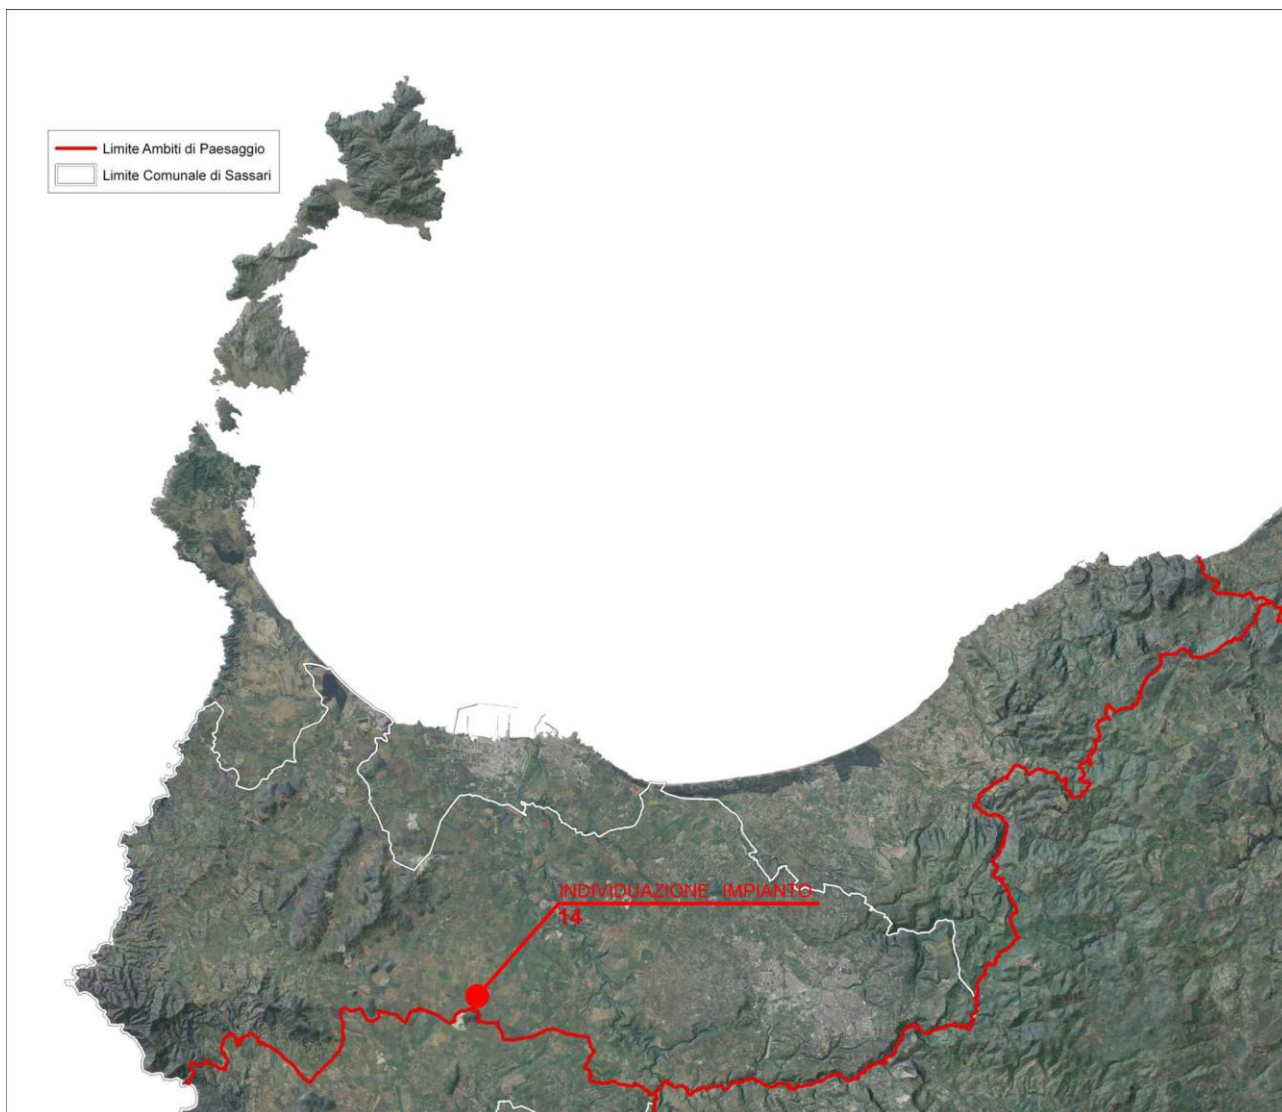 Limite Ambiti di Paesaggio
Limite Comunale di Sassari
INDIVIDUAZIONE IMPIANTO
14